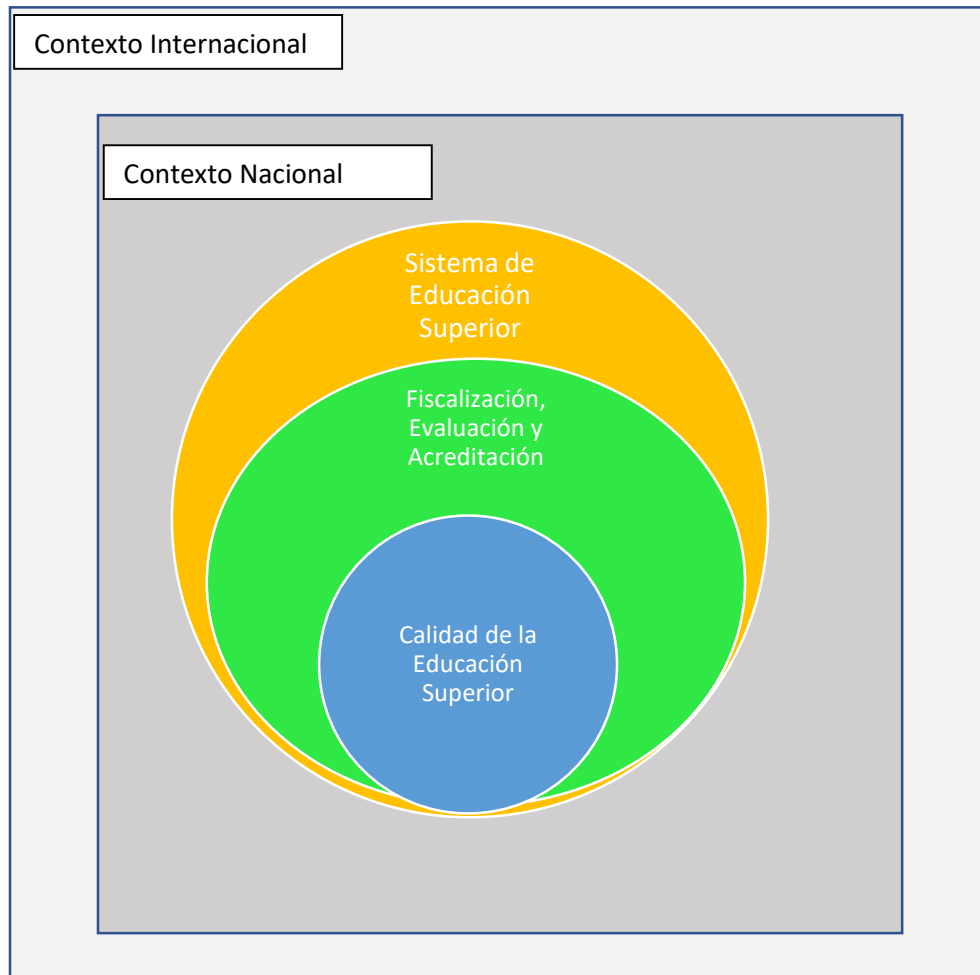 Contexto Internacional
Contexto Nacional
Sistema de
Educación
Superior
Fiscalización,
Evaluación y
Acreditación
Calidad de la
Educación
Superior